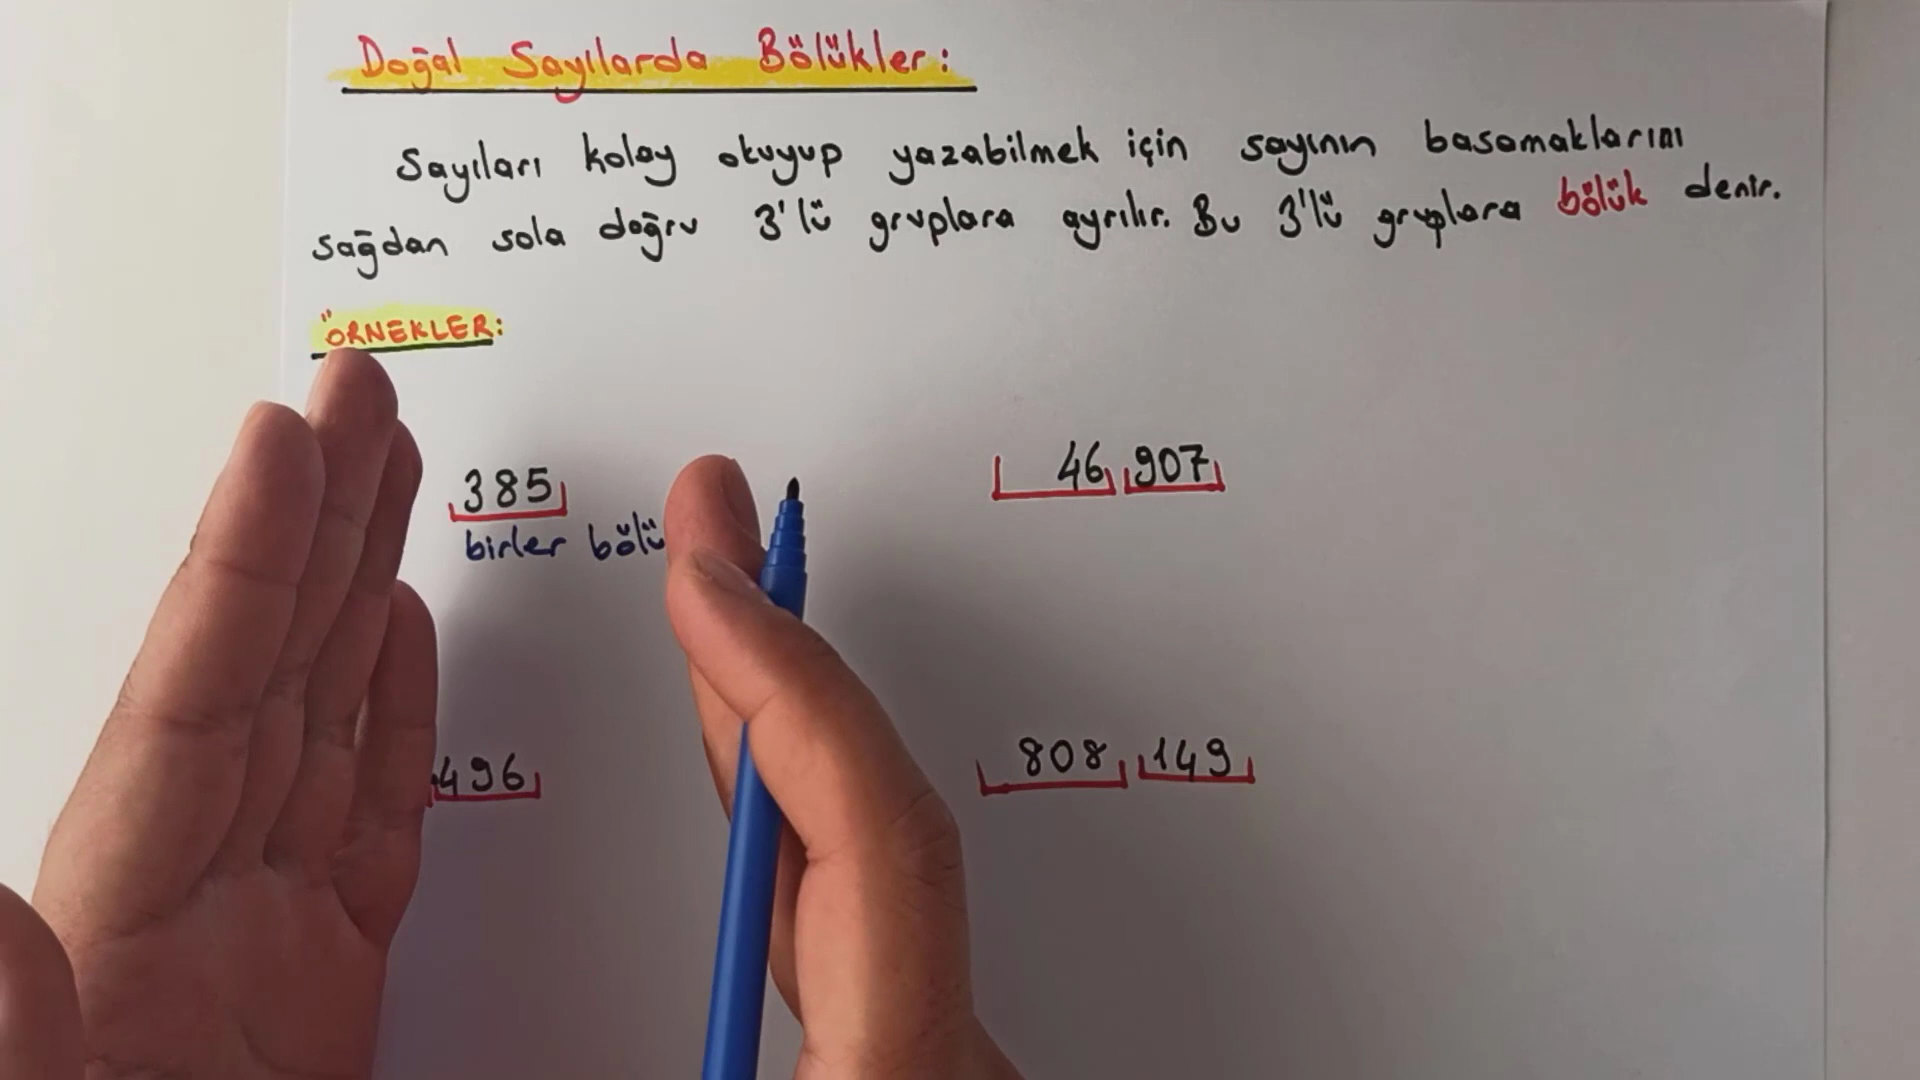 Doğal Sayılarda Bölükler:
Sayıları kolay okuyup yazabilmek için sayının basamaklarını
sağdan sola doğru 3'lü gruplara ayrılır. Bu 3'lü gruplara bölük denir.
ÖRNEKLER:
385
46 907
birler
496
808 149